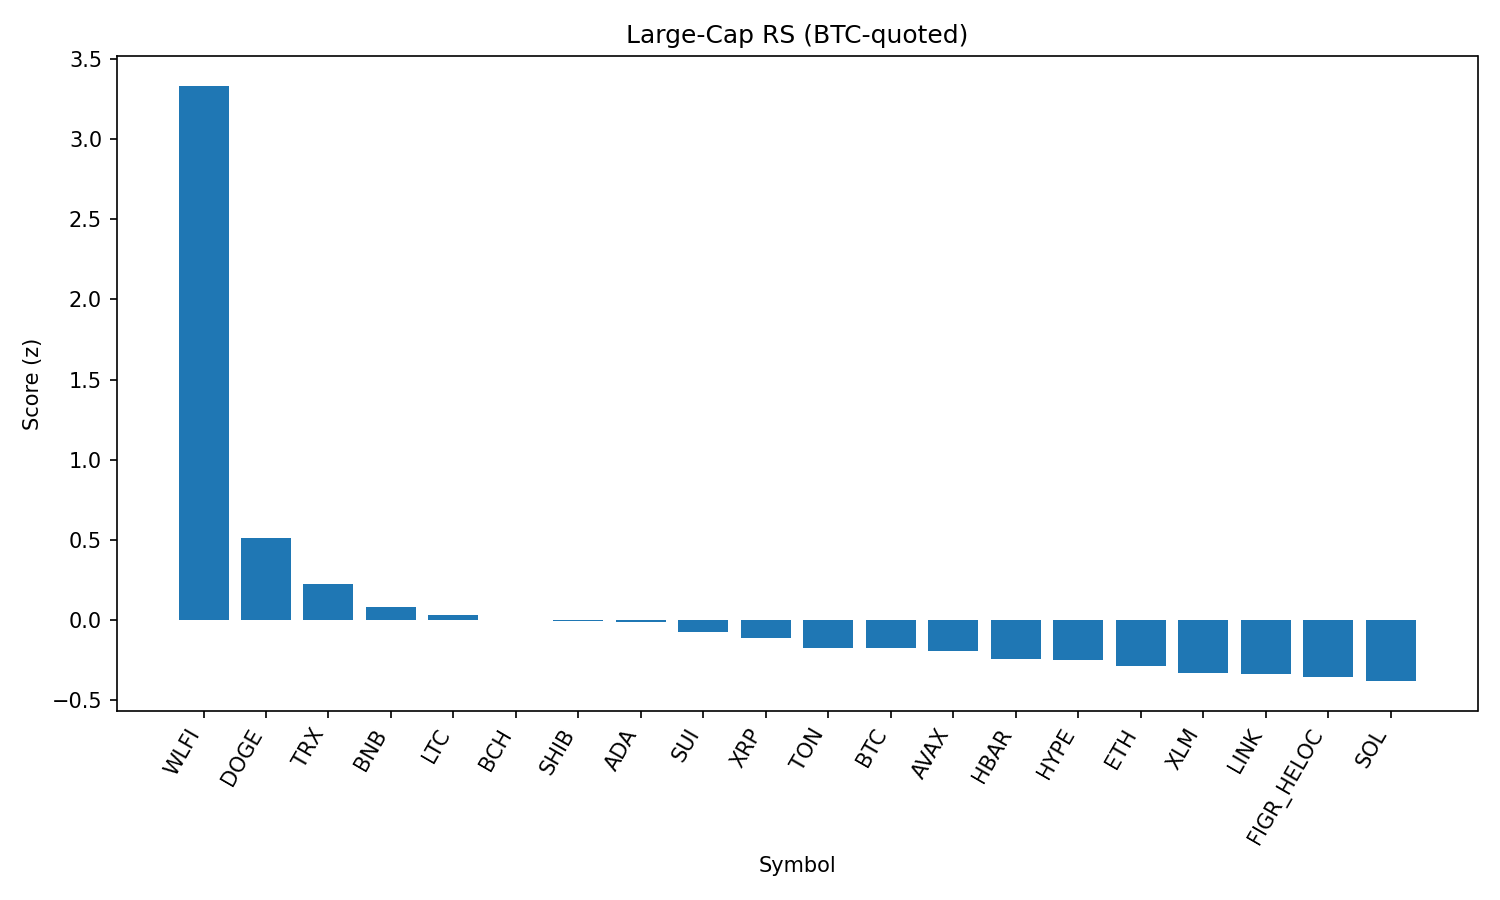 Large-Cap RS (BTC-quoted)
3.5
3.0
2.5
2.0
1.5
1.0
0.5
0.0
−0.5
Score (z)
WLFI
DOGE
TRX
BNB
LTC
BCH
SHIB
ADA
SUI
XRP
TON
BTC
AVAX
HBAR
HYPE
ETH
XLM
LINK
FIGR_HELOC
SOL
Symbol